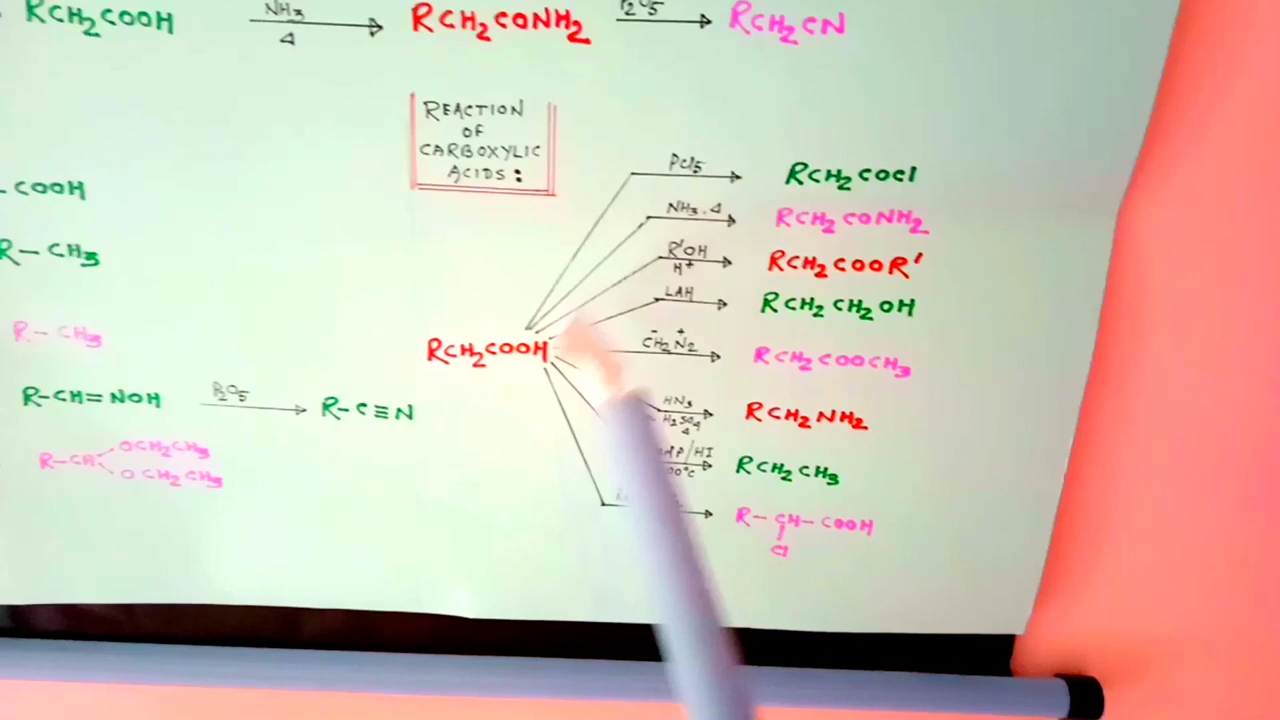 RCH₂COOH NH₃ Δ RCH₂CONH₂ P₂O₅ RCH₂CN
REACTION
OF
CARBOXYLIC
ACIDS:
COOH
R-CH₃
R-CH₃
R-CH=NOH P₂O₅ R-C≡N
R-CH OCH₂CH₃ OCH₂CH₃
RCH₂COOH
PCl₅ RCH₂COCl
NH₃.Δ RCH₂CONH₂
R'OH H⁺ RCH₂COOR'
LAH RCH₂CH₂OH
⁻CH₂N₂⁺ RCH₂COOCH₃
HN₃ H₂SO₄ Δ RCH₂NH₂
P/HI RCH₂CH₃
R-CH-COOH
Cl